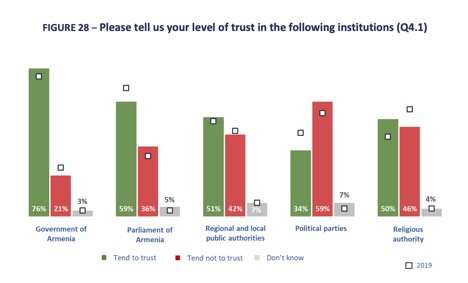 FIGURE 28 – Please tell us your level of trust in the following institutions (Q4.1)
76% 21% 3%
59% 36% 5%
51% 42% 7%
34% 59% 7%
50% 46% 4%
Government of
Armenia
Parliament of
Armenia
Regional and local
public authorities
Political parties
Religious
authority
Tend to trust Tend not to trust Don't know
2019